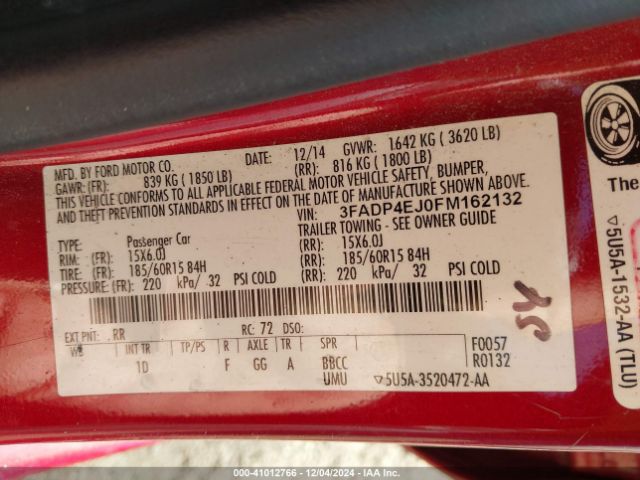 MFD. BY FORD MOTOR CO.
DATE: 12/14 GVWR: 1642 KG ( 3620 LB)
GAWR: (FR): 839 KG ( 1850 LB) (RR): 816 KG ( 1800 LB)
THIS VEHICLE CONFORMS TO ALL APPLICABLE FEDERAL MOTOR VEHICLE SAFETY, BUMPER,
AND THEFT PREVENTION STANDARDS IN EFFECT ON THE DATE OF MANUFACTURE SHOWN ABOVE.
VIN: 3FADP4EJ0FM162132
TRAILER TOWING - SEE OWNER GUIDE
TYPE: Passenger Car
RIM: (FR): 15X6.0J (RR): 15X6.0J
TIRE: (FR): 185/60R15 84H (RR): 185/60R15 84H
PRESSURE: (FR): 220 kPa/ 32 PSI COLD (RR): 220 kPa/ 32 PSI COLD
EXT PNT: RR RC: 72 DSO:
WB INT TR TP/PS R AXLE TR SPR
1D F GG A BBCC
UMU
F0057
R0132
▽5U5A-3520472-AA
The
▽5U5A-1532-AA (TLU)
000-41012766 - 12/04/2024 - IAA Inc.